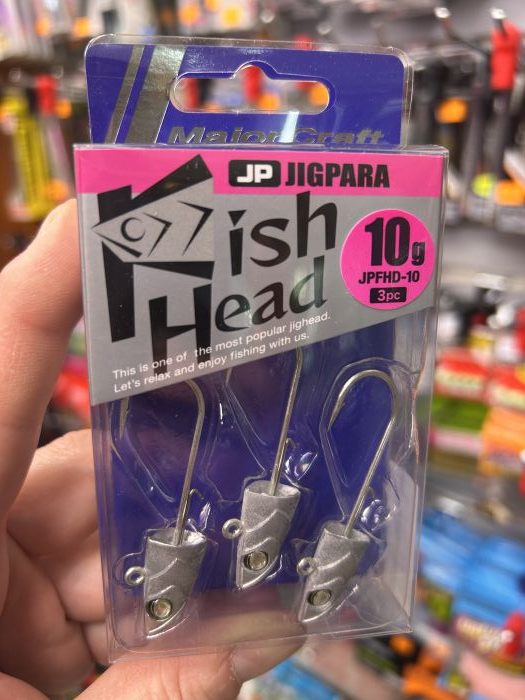 Major Craft
JP JIGPARA
Fish
Head
10g
JPFHD-10
3pc
This is one of the most popular jighead.
Let's relax and enjoy fishing with us.